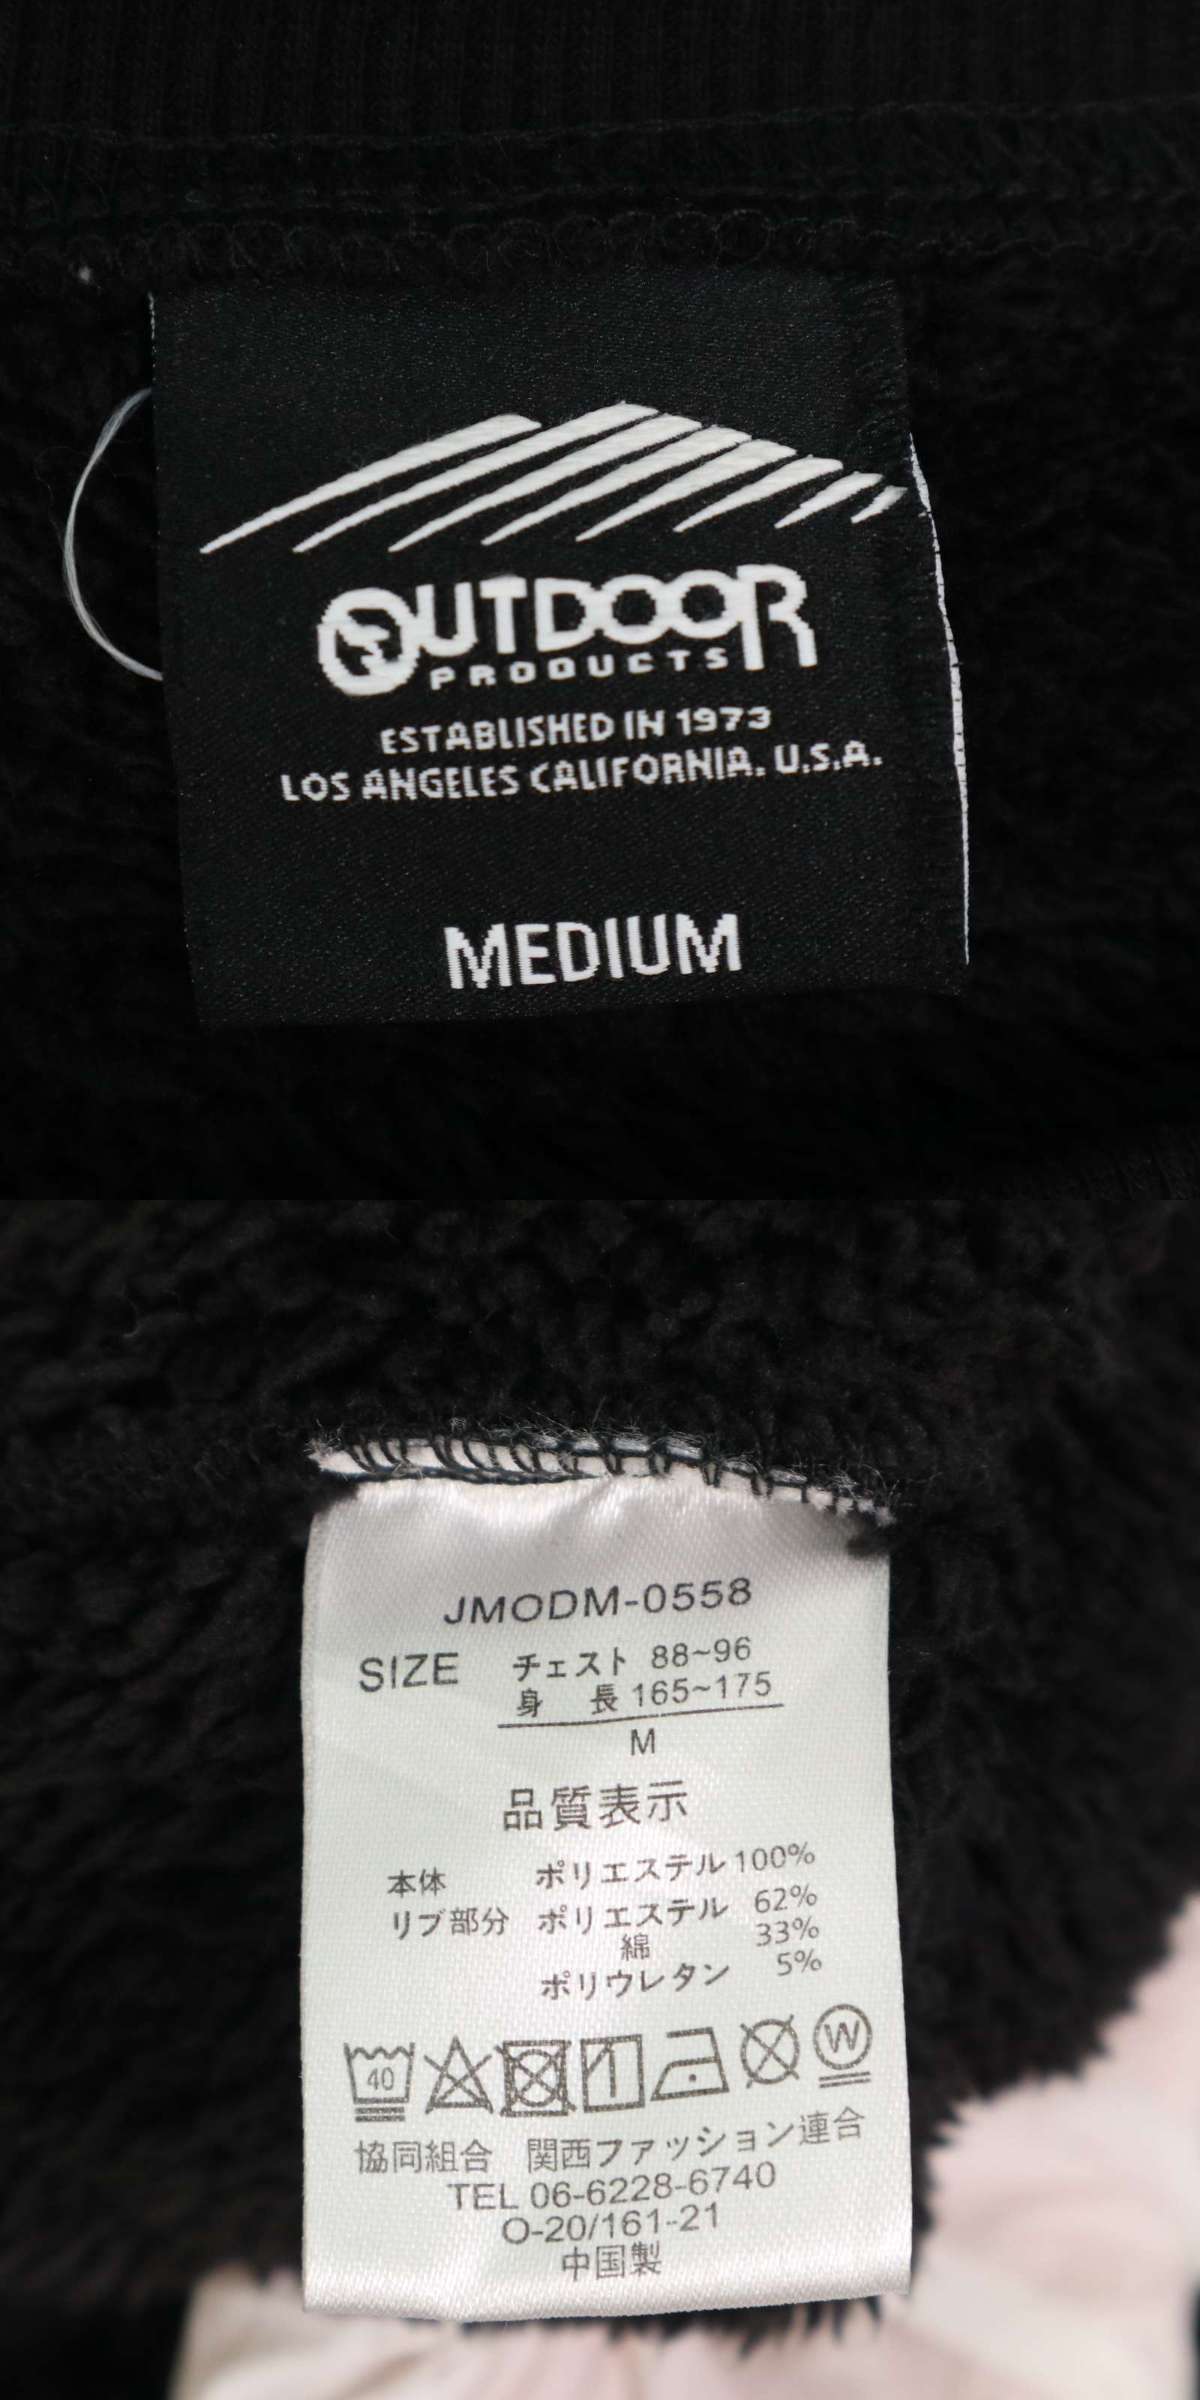 OUTDOOR
PRODUCTS
ESTABLISHED IN 1973
LOS ANGELES CALIFORNIA. U.S.A.
MEDIUM
JMODM-0558
SIZE チェスト 88~96
身 長 165~175
M
品質表示
本体 ポリエステル 100%
リブ部分 ポリエステル 62%
綿 33%
ポリウレタン 5%
40 W
協同組合 関西ファッション連合
TEL 06-6228-6740
O-20/161-21
中国製